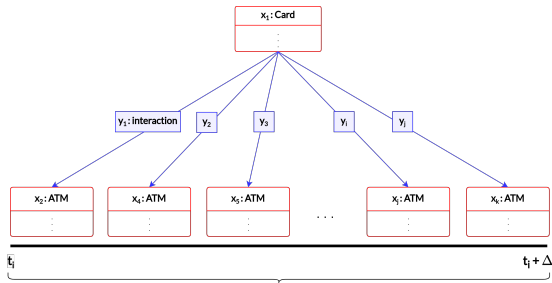 x₁: Card
y₁: interaction y₂ y₃ yᵢ yⱼ
x₂: ATM x₄: ATM x₅: ATM . . . xⱼ: ATM xₖ: ATM
tᵢ tᵢ + Δ